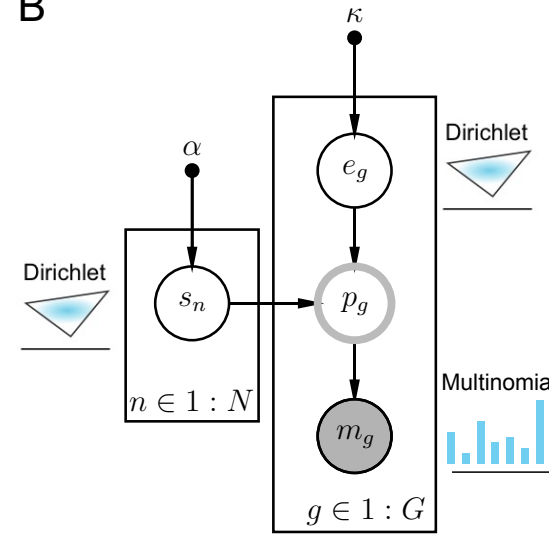 B
κ
Dirichlet
α
e_g
Dirichlet
s_n
p_g
n ∈ 1 : N
Multinomia
m_g
g ∈ 1 : G